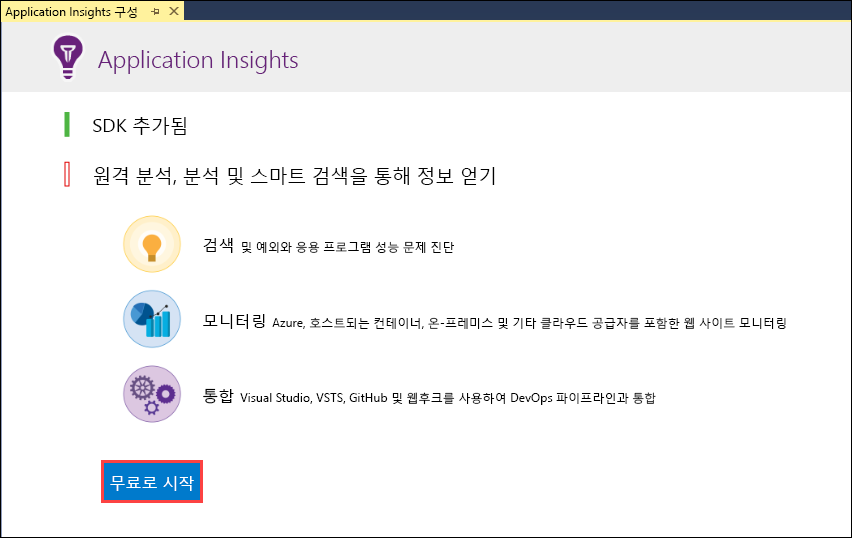 Application Insights 구성
Application Insights
SDK 추가됨
원격 분석, 분석 및 스마트 검색을 통해 정보 얻기
검색 및 예외와 응용 프로그램 성능 문제 진단
모니터링 Azure, 호스트되는 컨테이너, 온-프레미스 및 기타 클라우드 공급자를 포함한 웹 사이트 모니터링
통합 Visual Studio, VSTS, GitHub 및 웹후크를 사용하여 DevOps 파이프라인과 통합
무료로 시작